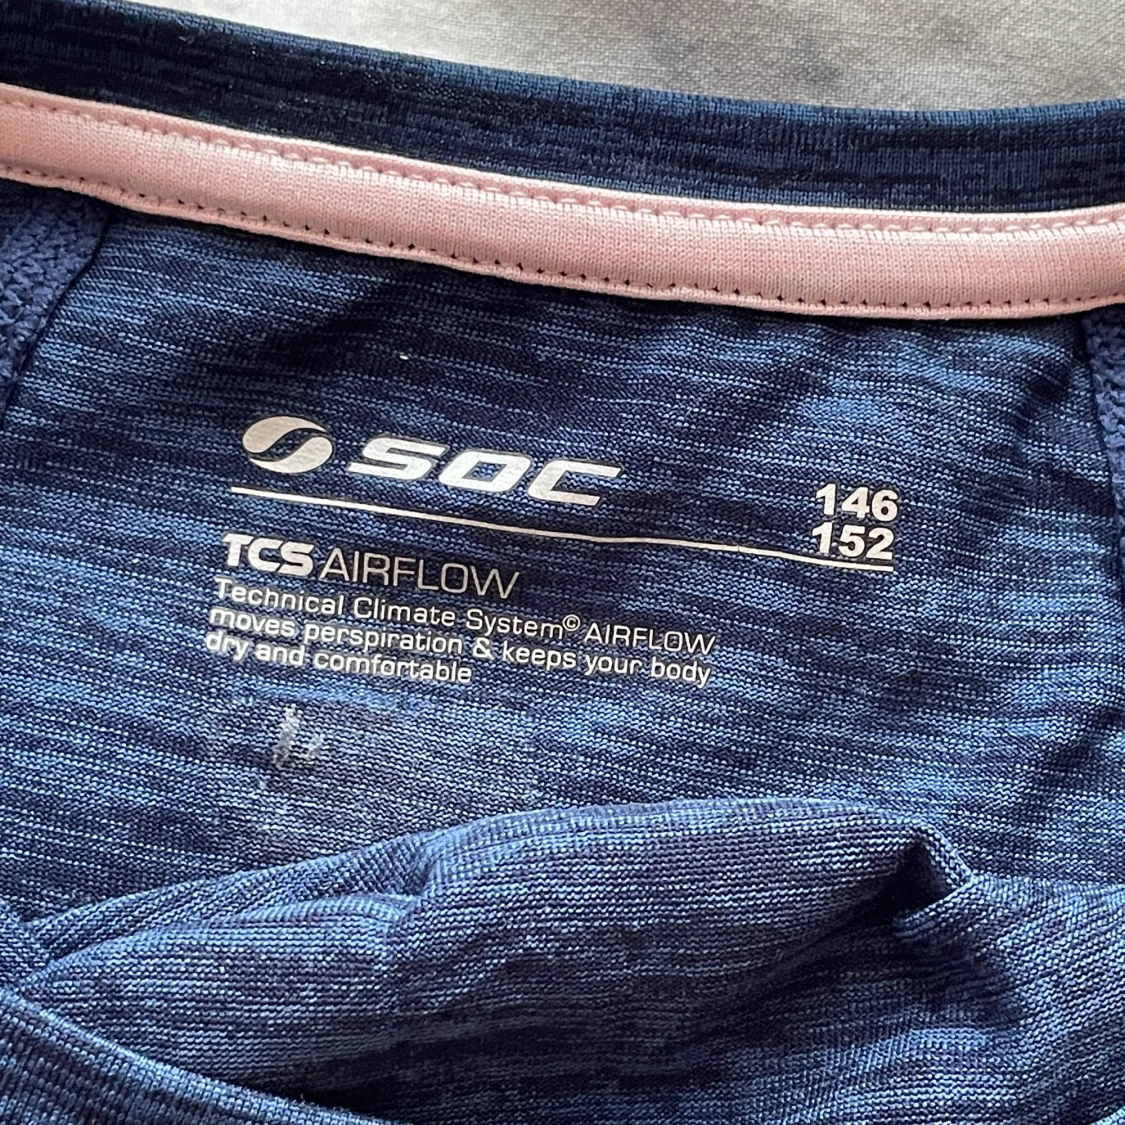 SOC
146
152
TCS AIRFLOW
Technical Climate System© AIRFLOW
moves perspiration & keeps your body
dry and comfortable